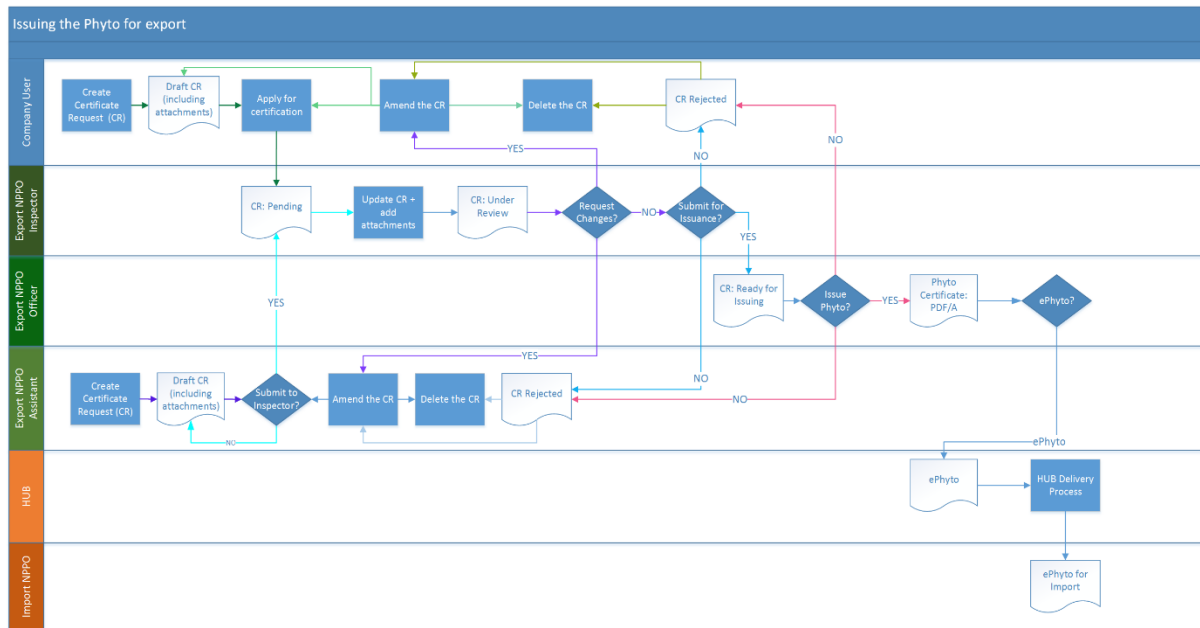 Issuing the Phyto for export
Company User
Create
Certificate
Request (CR)
Draft CR
(including
attachments)
Apply for
certification
Amend the CR
Delete the CR
CR Rejected
YES
NO
NO
Export NPPO
Inspector
CR: Pending
Update CR +
add
attachments
CR: Under
Review
Request
Changes?
NO
Submit for
Issuance?
YES
Export NPPO
Officer
YES
CR: Ready for
Issuing
Issue
Phyto?
YES
Phyto
Certificate:
PDF/A
ePhyto?
Export NPPO
Assistant
YES
Create
Certificate
Request (CR)
Draft CR
(including
attachments)
Submit to
Inspector?
NO
Amend the CR
Delete the CR
CR Rejected
NO
NO
ePhyto
HUB
ePhyto
HUB Delivery
Process
Import NPPO
ePhyto for
Import